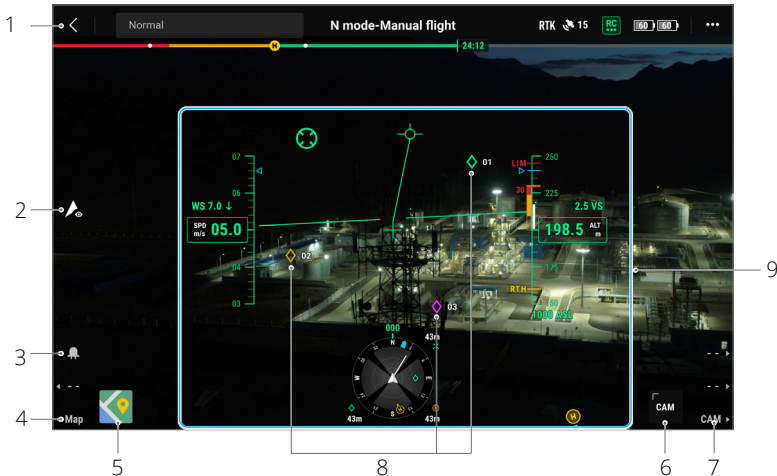 1
Normal
N mode-Manual flight
RTK
15
RC
60
60
H
24:12
01
07
LIM
250
06
30
225
2
WS 7.0
2.5 VS
SPD m/s 05.0
198.5 ALT m
02
04
175
9
RTH
03
03
150
1000 ASL
000
43m
3
N
W
E
S
-- 
--
--
H
CAM
4
Map
43m
43m
H
CAM
5
8
6
7